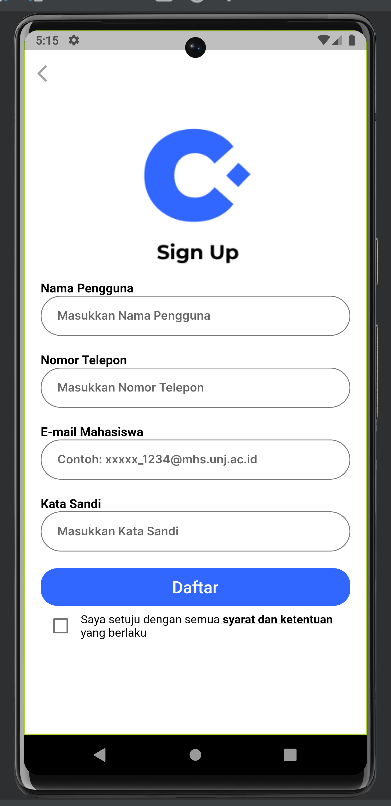 5:15
Sign Up
Nama Pengguna
Masukkan Nama Pengguna
Nomor Telepon
Masukkan Nomor Telepon
E-mail Mahasiswa
Contoh: xxxxx_1234@mhs.unj.ac.id
Kata Sandi
Masukkan Kata Sandi
Daftar
Saya setuju dengan semua syarat dan ketentuan
yang berlaku